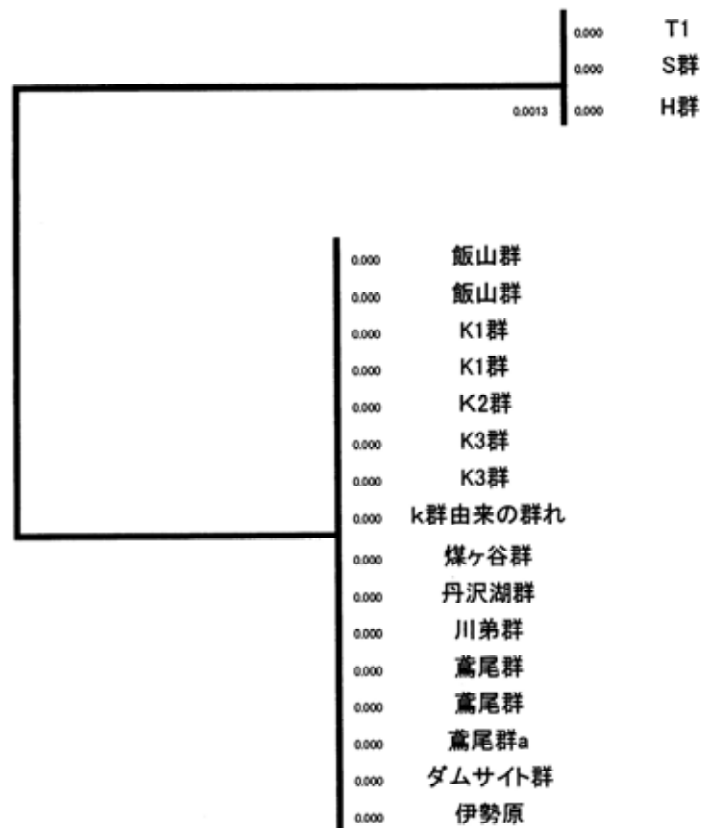 0.000 T1
0.000 S群
0.0013 0.000 H群
0.000 飯山群
0.000 飯山群
0.000 K1群
0.000 K1群
0.000 K2群
0.000 K3群
0.000 K3群
0.000 k群由来の群れ
0.000 煤ヶ谷群
0.000 丹沢湖群
0.000 川弟群
0.000 鳶尾群
0.000 鳶尾群
0.000 鳶尾群a
0.000 ダムサイト群
0.000 伊勢原